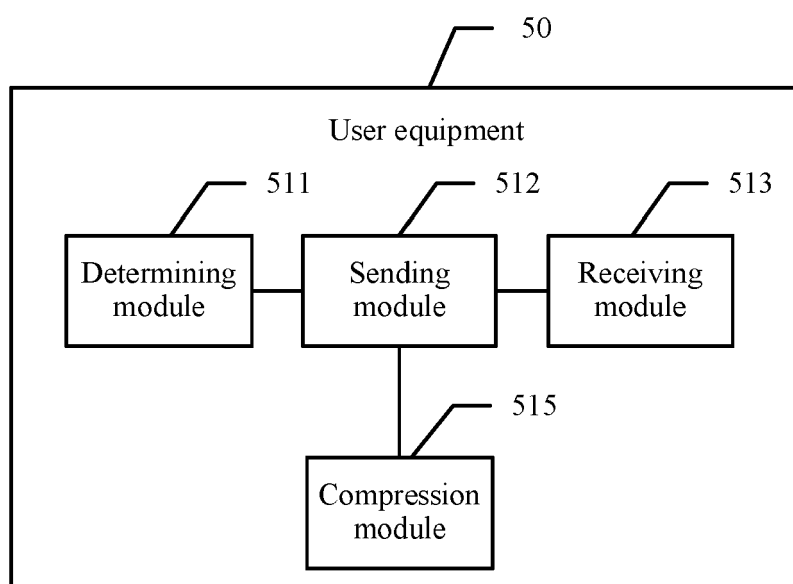 50
User equipment
511
512
513
Determining
module
Sending
module
Receiving
module
515
Compression
module